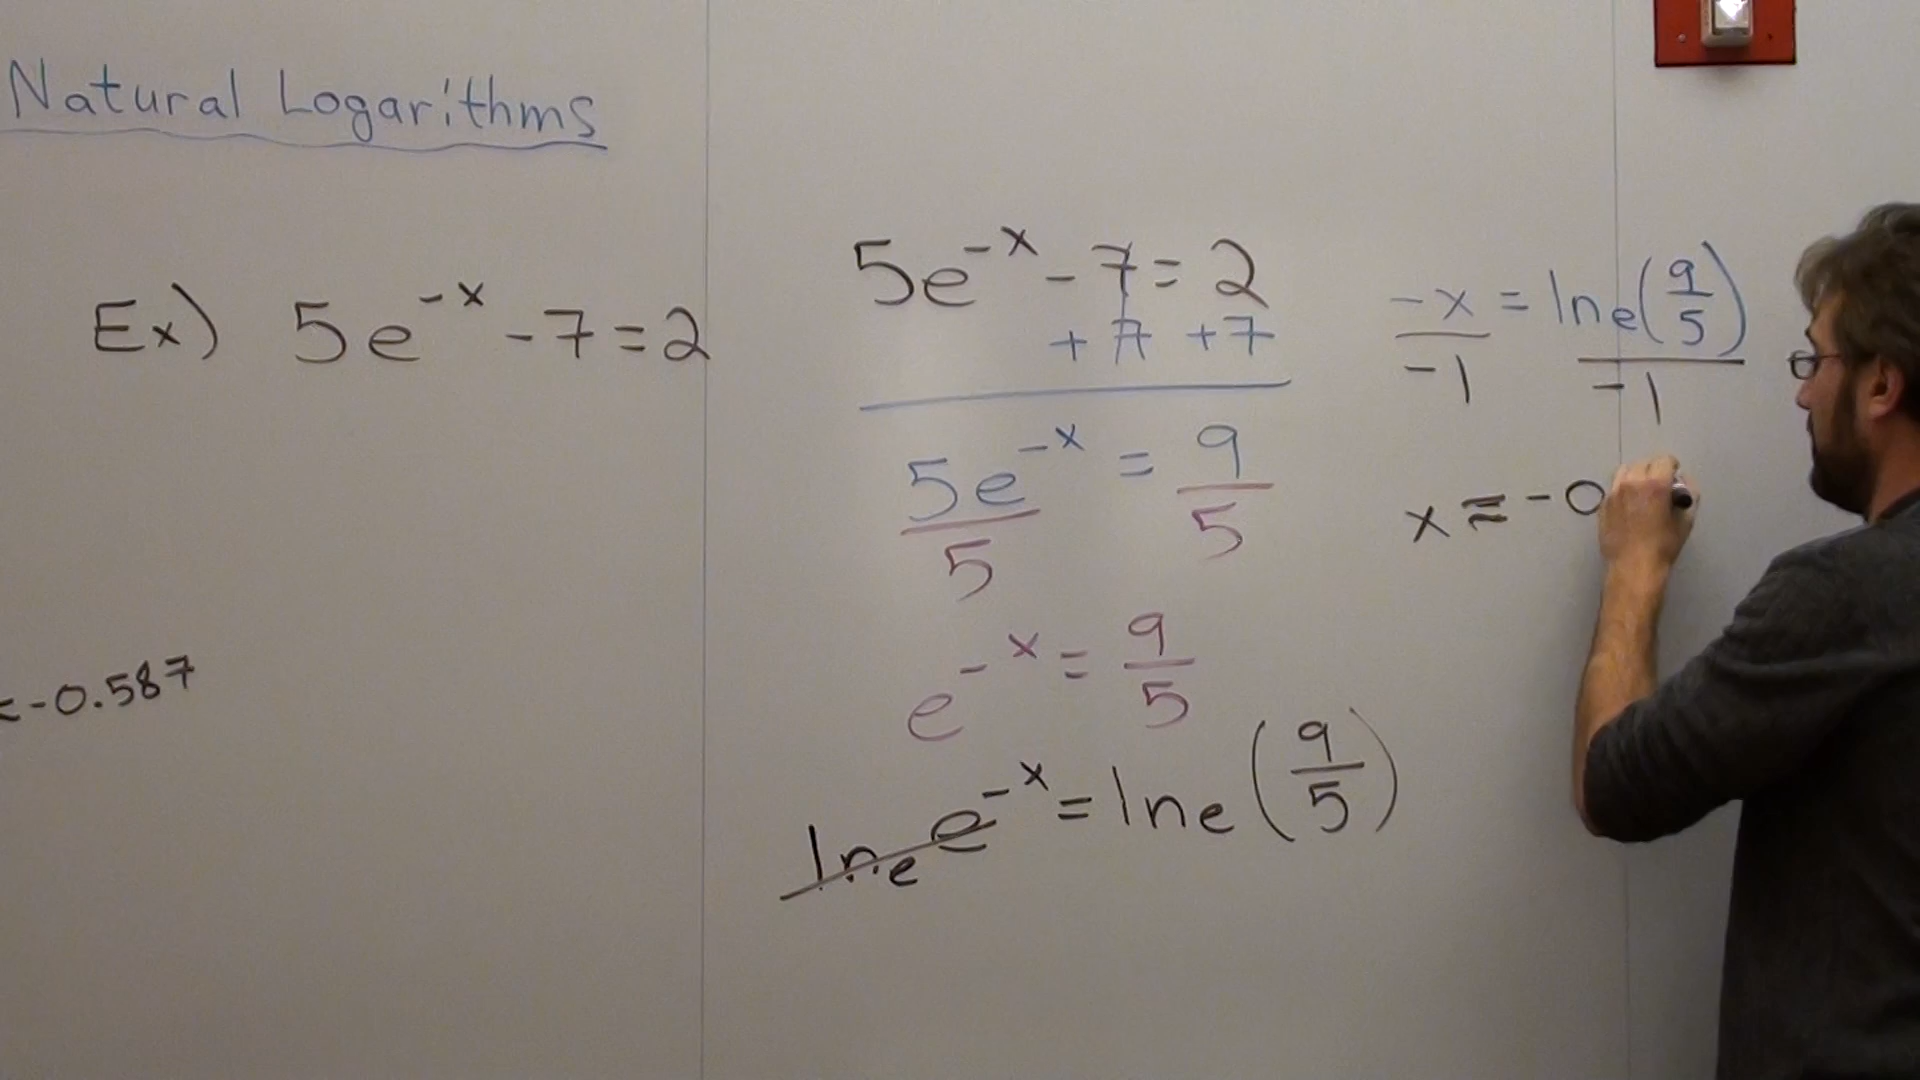 Natural Logarithms
Ex) 5e^{-x} - 7 = 2
-0.587
5e^{-x} - 7 = 2
+ 7 + 7
5e^{-x} = 9
5 5
e^{-x} = 9/5
ln_e e^{-x} = ln_e (9/5)
-x = ln_e (9/5)
-1 -1
x ≈ -0